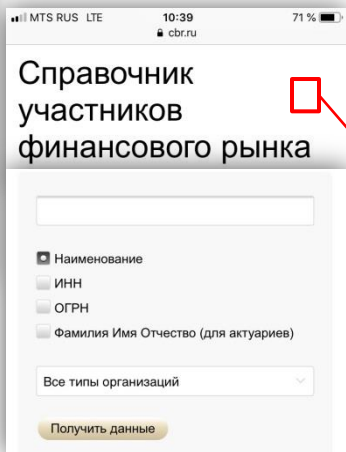 MTS RUS LTE 10:39 71 %
cbr.ru
Справочник
участников
финансового рынка
Наименование
ИНН
ОГРН
Фамилия Имя Отчество (для актуариев)
Все типы организаций
Получить данные